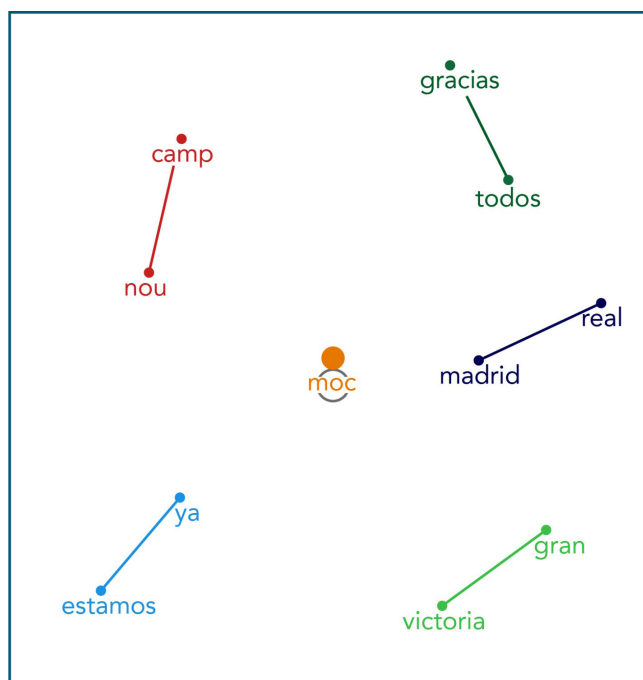 gracias
camp
todos
nou
real
madrid
moc
ya
gran
estamos
victoria